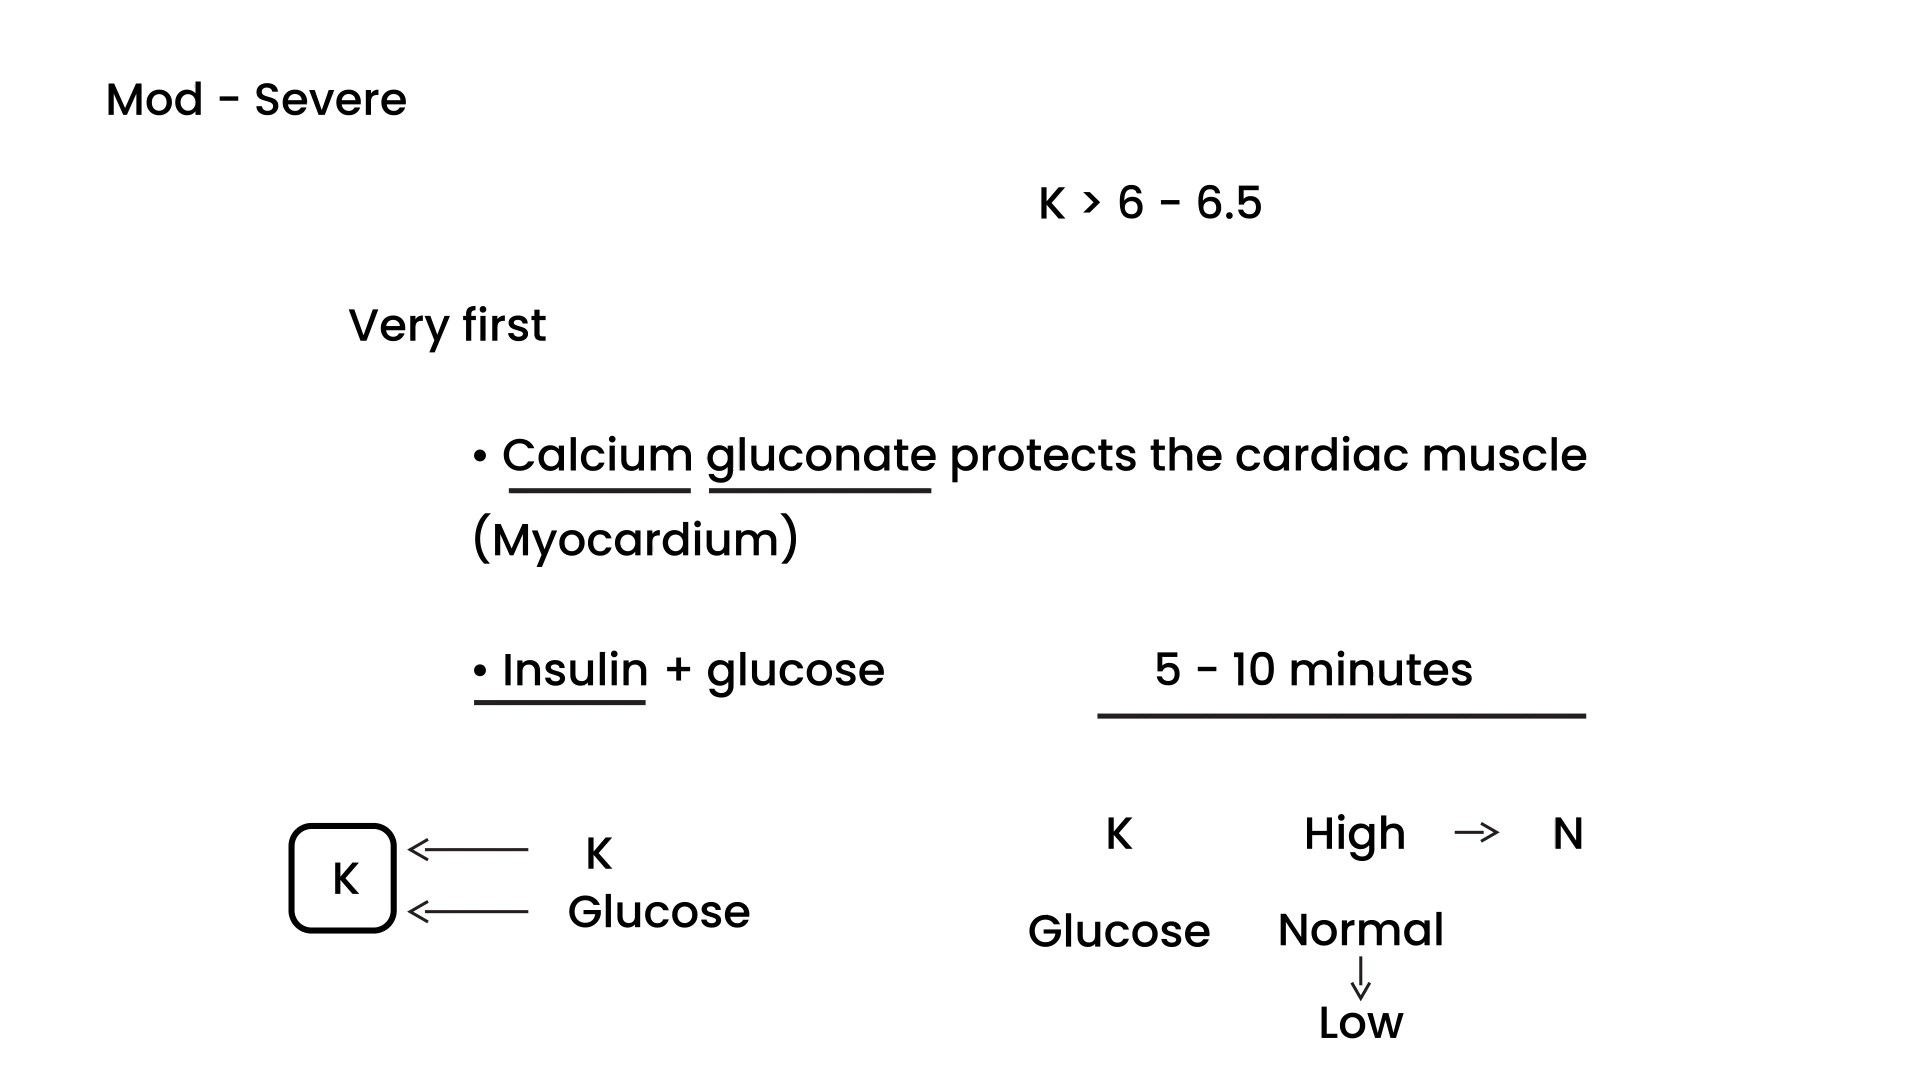 Mod - Severe
K > 6 - 6.5
Very first
• Calcium gluconate protects the cardiac muscle
(Myocardium)
• Insulin + glucose
5 - 10 minutes
K
K
Glucose
K High → N
Glucose Normal
↓
Low